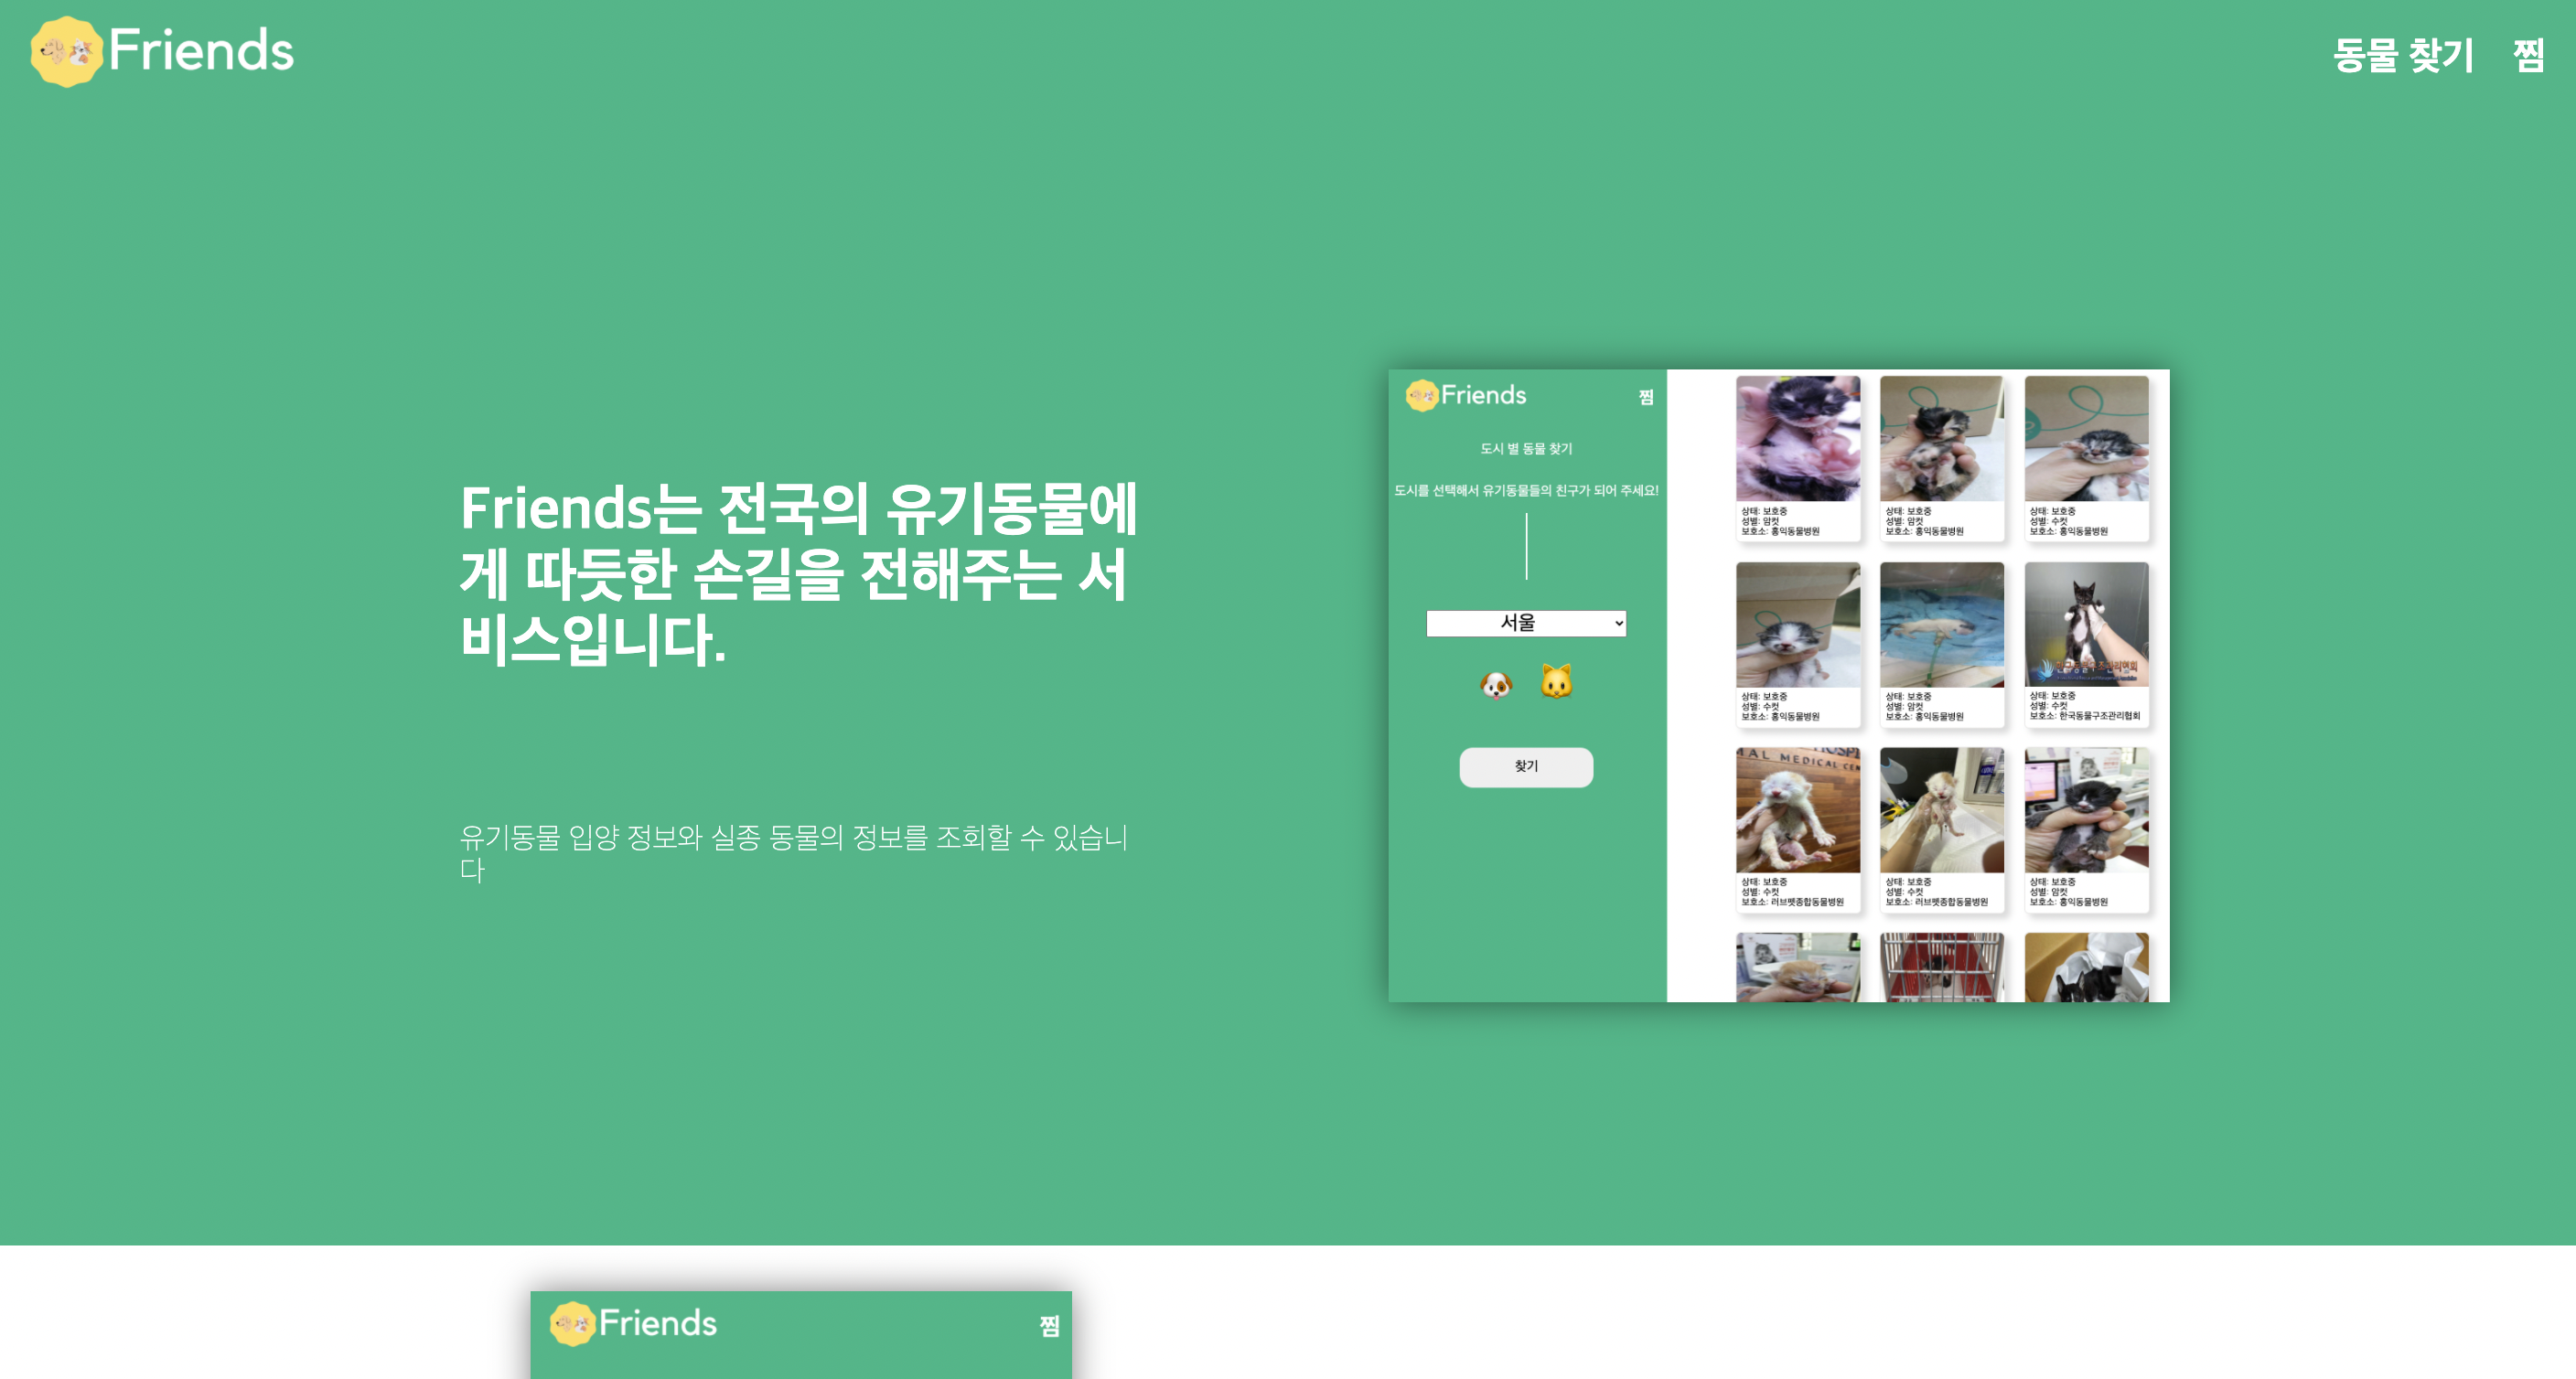 Friends
동물 찾기 찜
Friends는 전국의 유기동물에
게 따듯한 손길을 전해주는 서
비스입니다.
유기동물 입양 정보와 실종 동물의 정보를 조회할 수 있습니
다
Friends 찜
도시 별 동물 찾기
도시를 선택해서 유기동물들의 친구가 되어 주세요!
서울
찾기
상태: 보호중
성별: 암컷
보호소: 홍익동물병원
상태: 보호중
성별: 암컷
보호소: 홍익동물병원
상태: 보호중
성별: 수컷
보호소: 홍익동물병원
상태: 보호중
성별: 수컷
보호소: 홍익동물병원
상태: 보호중
성별: 암컷
보호소: 홍익동물병원
상태: 보호중
성별: 수컷
보호소: 한국동물구조관리협회
MEDICAL
상태: 보호중
성별: 수컷
보호소: 러브펫종합동물병원
상태: 보호중
성별: 수컷
보호소: 러브펫종합동물병원
상태: 보호중
성별: 암컷
보호소: 홍익동물병원
Friends 찜